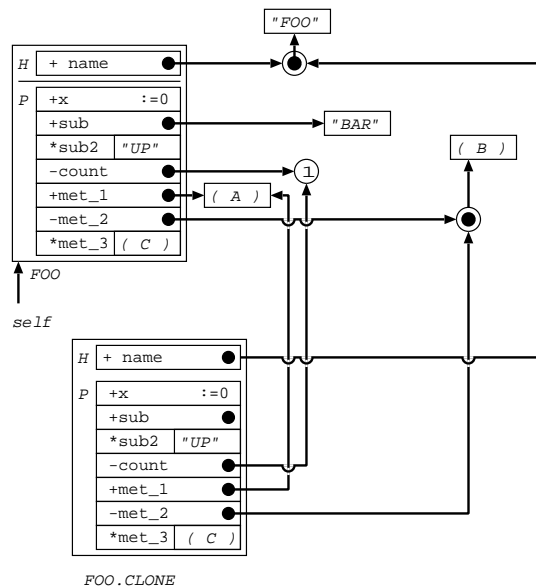 "FOO"
H + name
P +x :=0
+sub "BAR"
*sub2 "UP" ( B )
-count 1
+met_1 ( A )
-met_2
*met_3 ( C )
FOO
self
H + name
P +x :=0
+sub
*sub2 "UP"
-count
+met_1
-met_2
*met_3 ( C )
FOO.CLONE